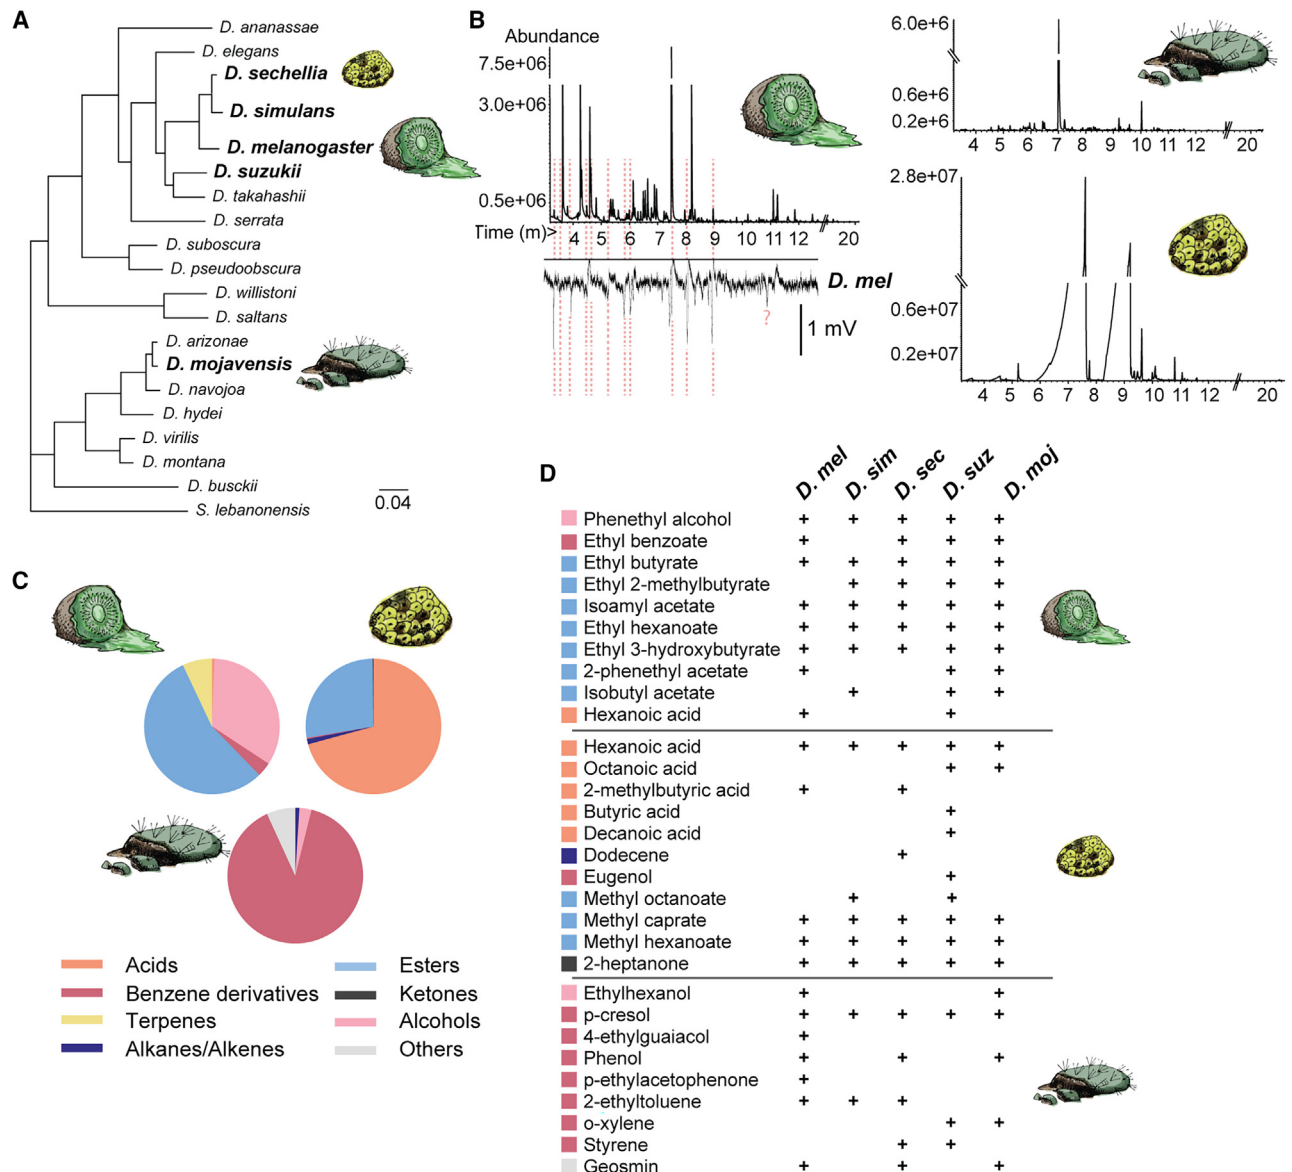 A
D. ananassae
D. elegans
D. sechellia
D. simulans
D. melanogaster
D. suzukii
D. takahashii
D. serrata
D. suboscura
D. pseudoobscura
D. willistoni
D. saltans
D. arizonae
D. mojavensis
D. navojoa
D. hydei
D. virilis
D. montana
D. busckii
S. lebanonensis
0.04
B
Abundance
7.5e+06
3.0e+06
0.5e+06
Time (m)>
4 5 6 7 8 9 10 11 12 20
D. mel
?
1 mV
6.0e+6
0.6e+6
0.2e+6
4 5 6 7 8 9 10 11 12 20
2.8e+07
0.6e+07
0.2e+07
4 5 6 7 8 9 10 11 12 20
C
Acids
Benzene derivatives
Terpenes
Alkanes/Alkenes
Esters
Ketones
Alcohols
Others
D
D. mel D. sim D. sec D. suz D. moj
Phenethyl alcohol + + + + +
Ethyl benzoate + + + +
Ethyl butyrate + + + + +
Ethyl 2-methylbutyrate + + + +
Isoamyl acetate + + + + +
Ethyl hexanoate + + + + +
Ethyl 3-hydroxybutyrate + + + + +
2-phenethyl acetate + + +
Isobutyl acetate + + +
Hexanoic acid + +
Hexanoic acid + + + + +
Octanoic acid + +
2-methylbutyric acid + +
Butyric acid +
Decanoic acid +
Dodecene +
Eugenol +
Methyl octanoate + +
Methyl caprate + + + + +
Methyl hexanoate + + + + +
2-heptanone + + + + +
Ethylhexanol + +
p-cresol + + + + +
4-ethylguaiacol +
Phenol + + +
p-ethylacetophenone +
2-ethyltoluene + + +
o-xylene + +
Styrene + +
Geosmin + + +